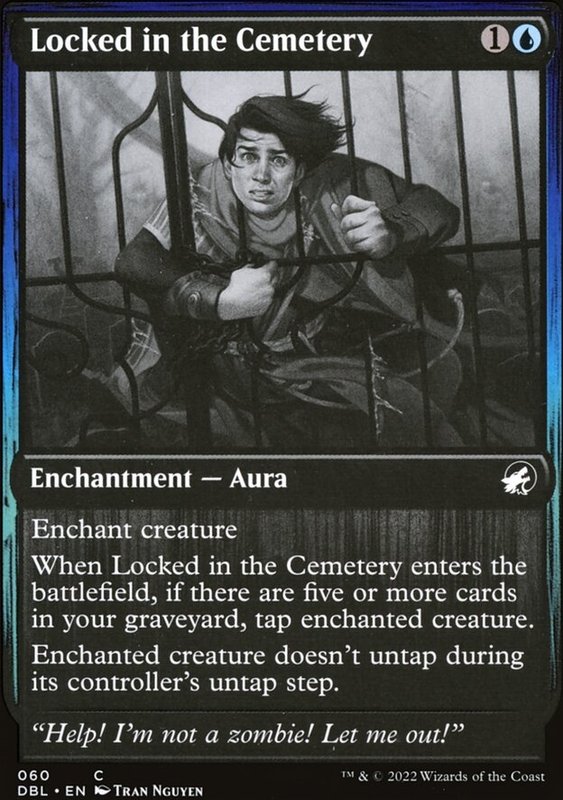 Locked in the Cemetery 1
Enchantment — Aura
Enchant creature
When Locked in the Cemetery enters the
battlefield, if there are five or more cards
in your graveyard, tap enchanted creature.
Enchanted creature doesn't untap during
its controller's untap step.
“Help! I'm not a zombie! Let me out!”
060 C
DBL • EN TRAN NGUYEN
™ & © 2022 Wizards of the Coast